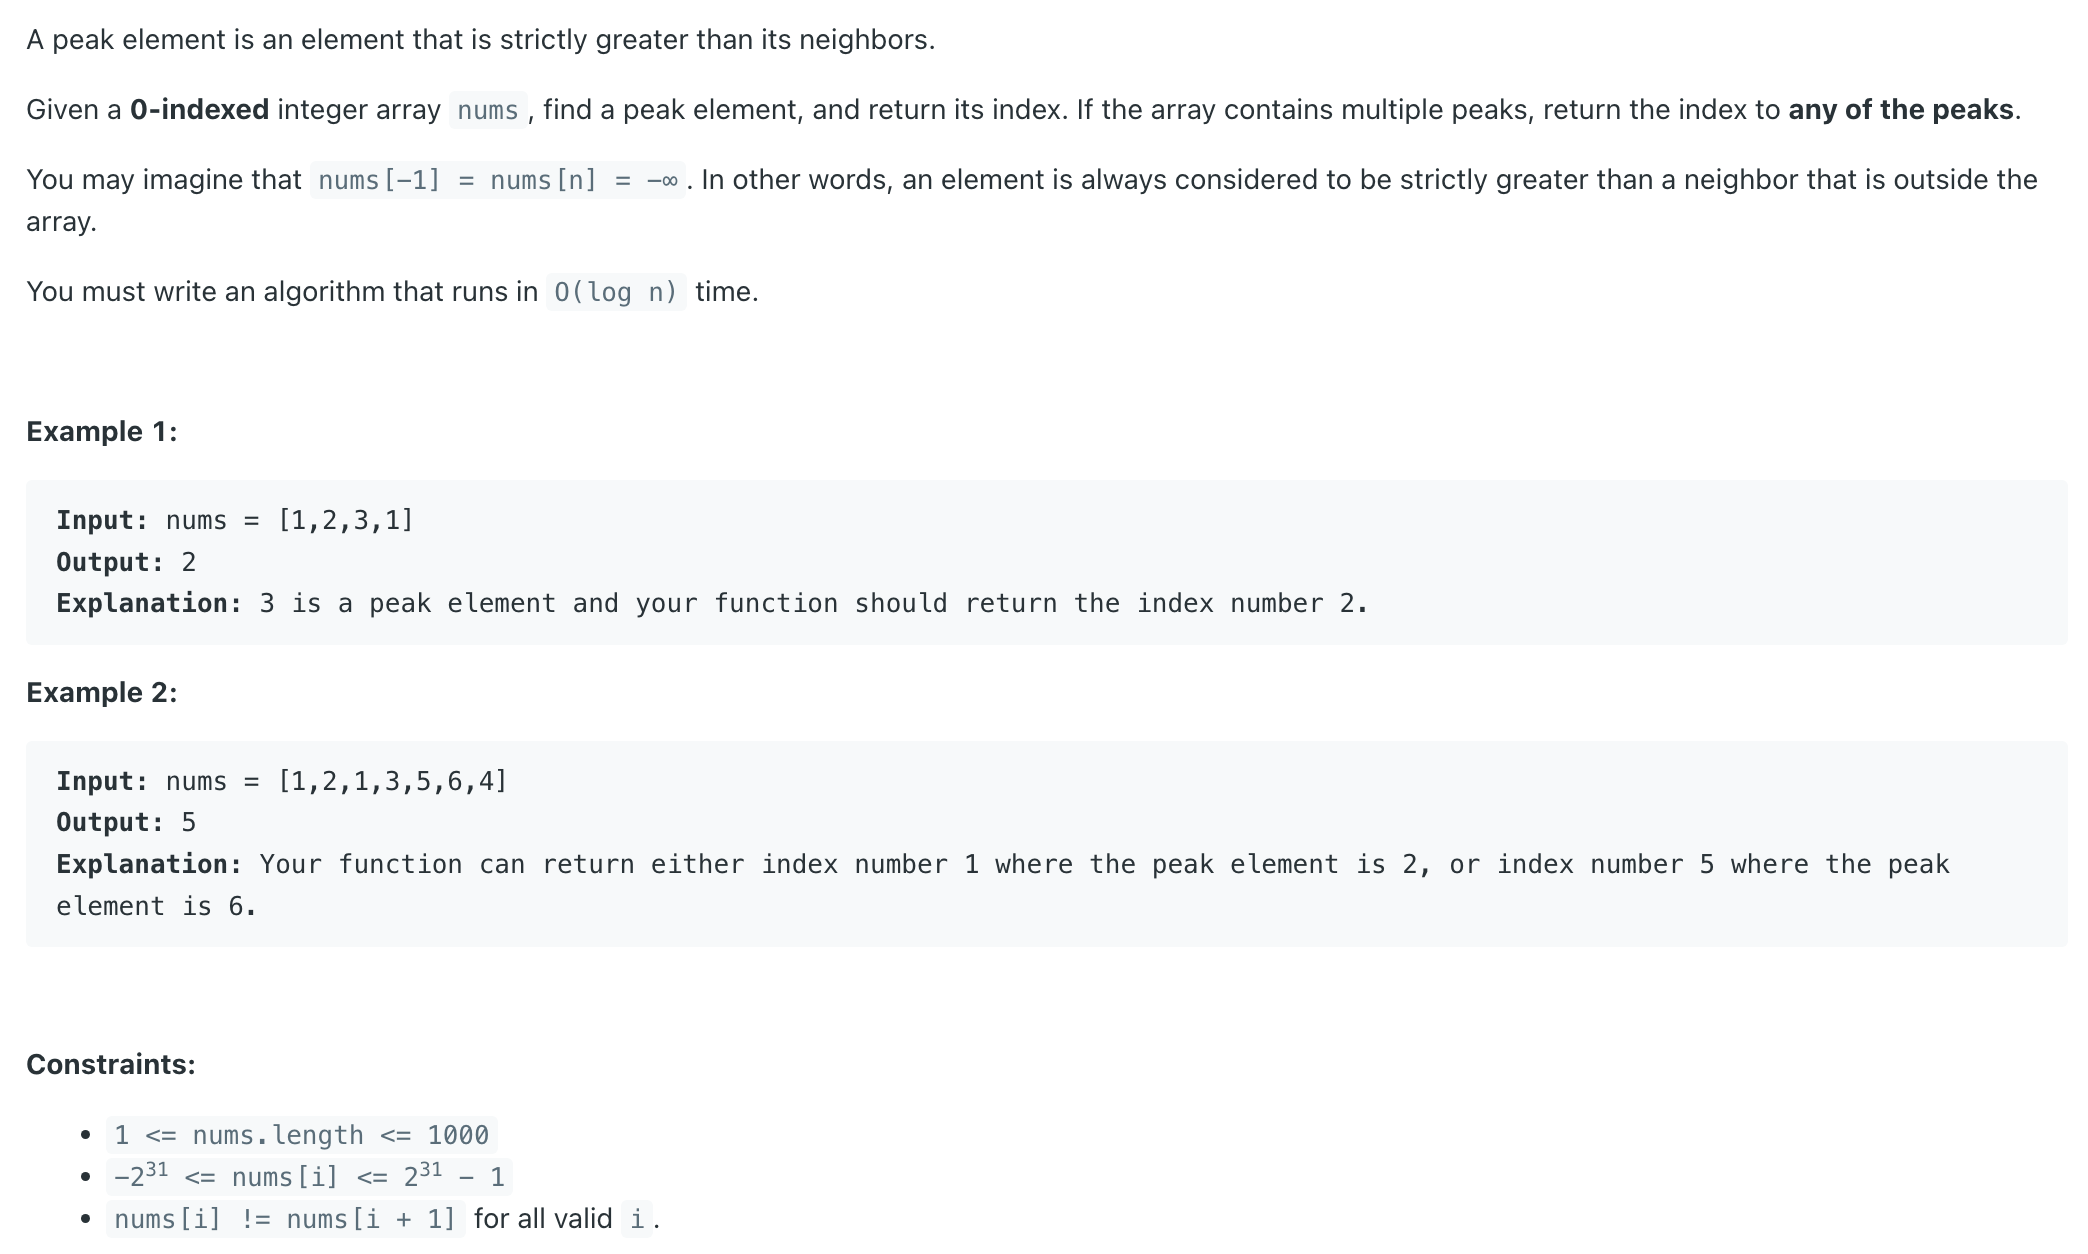 A peak element is an element that is strictly greater than its neighbors.
Given a 0-indexed integer array nums, find a peak element, and return its index. If the array contains multiple peaks, return the index to any of the peaks.
You may imagine that nums[-1] = nums[n] = -∞. In other words, an element is always considered to be strictly greater than a neighbor that is outside the
array.
You must write an algorithm that runs in O(log n) time.
Example 1:
Input: nums = [1,2,3,1]
Output: 2
Explanation: 3 is a peak element and your function should return the index number 2.
Example 2:
Input: nums = [1,2,1,3,5,6,4]
Output: 5
Explanation: Your function can return either index number 1 where the peak element is 2, or index number 5 where the peak
element is 6.
Constraints:
• 1 <= nums.length <= 1000
• -2³¹ <= nums[i] <= 2³¹ - 1
• nums[i] != nums[i + 1] for all valid i.